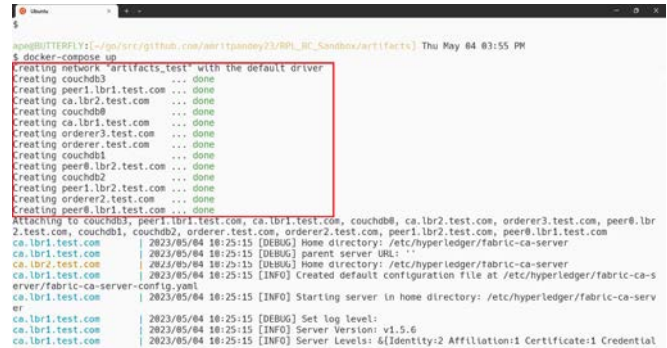 Ubuntu
$
ape@BUTTERFLY:[~/go/src/github.com/amritpandey23/RPL_BC_Sandbox/artifacts] Thu May 04 03:55 PM
$ docker-compose up
Creating network "artifacts_test" with the default driver
Creating couchdb3 ... done
Creating peer1.lbr1.test.com ... done
Creating ca.lbr2.test.com ... done
Creating couchdb0 ... done
Creating ca.lbr1.test.com ... done
Creating orderer3.test.com ... done
Creating orderer.test.com ... done
Creating couchdb1 ... done
Creating peer0.lbr2.test.com ... done
Creating couchdb2 ... done
Creating peer1.lbr2.test.com ... done
Creating orderer2.test.com ... done
Creating peer0.lbr1.test.com ... done
Attaching to couchdb3, peer1.lbr1.test.com, ca.lbr1.test.com, couchdb0, ca.lbr2.test.com, orderer3.test.com, peer0.lbr
2.test.com, couchdb1, couchdb2, orderer.test.com, orderer2.test.com, peer1.lbr2.test.com, peer0.lbr1.test.com
ca.lbr1.test.com | 2023/05/04 10:25:15 [DEBUG] Home directory: /etc/hyperledger/fabric-ca-server
ca.lbr1.test.com | 2023/05/04 10:25:15 [DEBUG] parent server URL: ''
ca.lbr2.test.com | 2023/05/04 10:25:15 [DEBUG] Home directory: /etc/hyperledger/fabric-ca-server
ca.lbr1.test.com | 2023/05/04 10:25:15 [INFO] Created default configuration file at /etc/hyperledger/fabric-ca-s
erver/fabric-ca-server-config.yaml
ca.lbr1.test.com | 2023/05/04 10:25:15 [INFO] Starting server in home directory: /etc/hyperledger/fabric-ca-serv
er
ca.lbr1.test.com | 2023/05/04 10:25:15 [DEBUG] Set log level:
ca.lbr1.test.com | 2023/05/04 10:25:15 [INFO] Server Version: v1.5.6
ca.lbr1.test.com | 2023/05/04 10:25:15 [INFO] Server Levels: &{Identity:2 Affiliation:1 Certificate:1 Credential